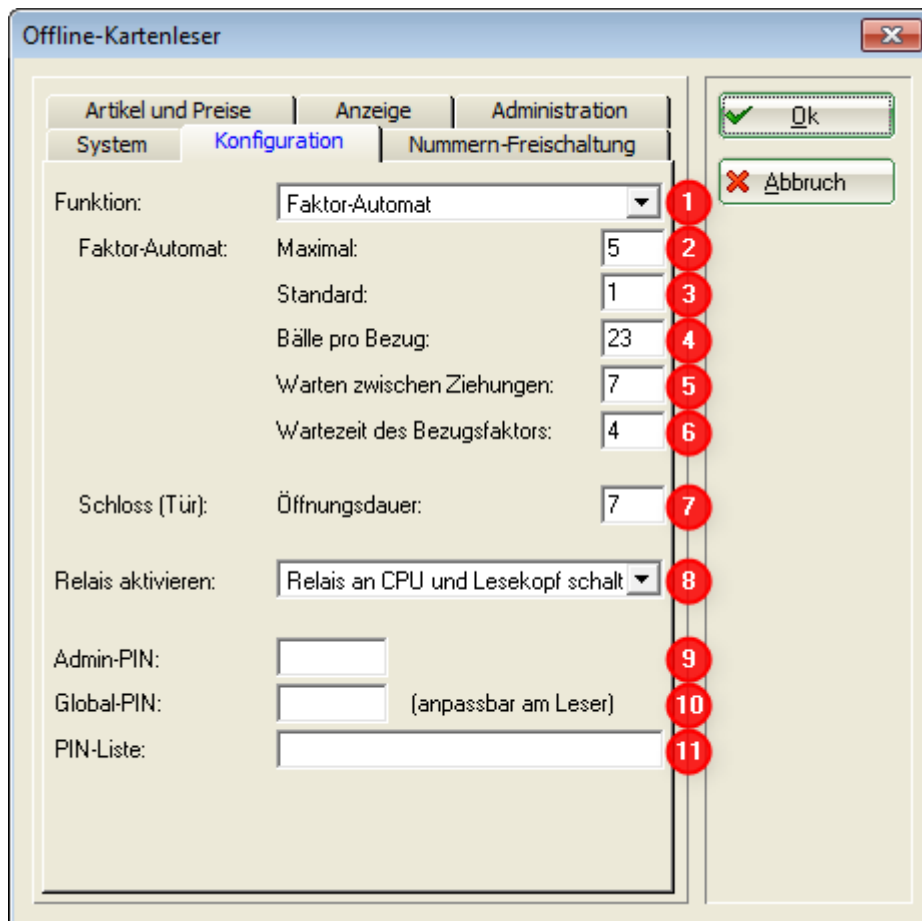 Offline-Kartenleser
Artikel und Preise Anzeige Administration
System Konfiguration Nummern-Freischaltung
Ok
Abbruch
Funktion: Faktor-Automat 1
Faktor-Automat: Maximal: 5 2
Standard: 1 3
Bälle pro Bezug: 23 4
Warten zwischen Ziehungen: 7 5
Wartezeit des Bezugsfaktors: 4 6
Schloss (Tür): Öffnungsdauer: 7 7
Relais aktivieren: Relais an CPU und Lesekopf schalt 8
Admin-PIN: 9
Global-PIN: (anpassbar am Leser) 10
PIN-Liste: 11